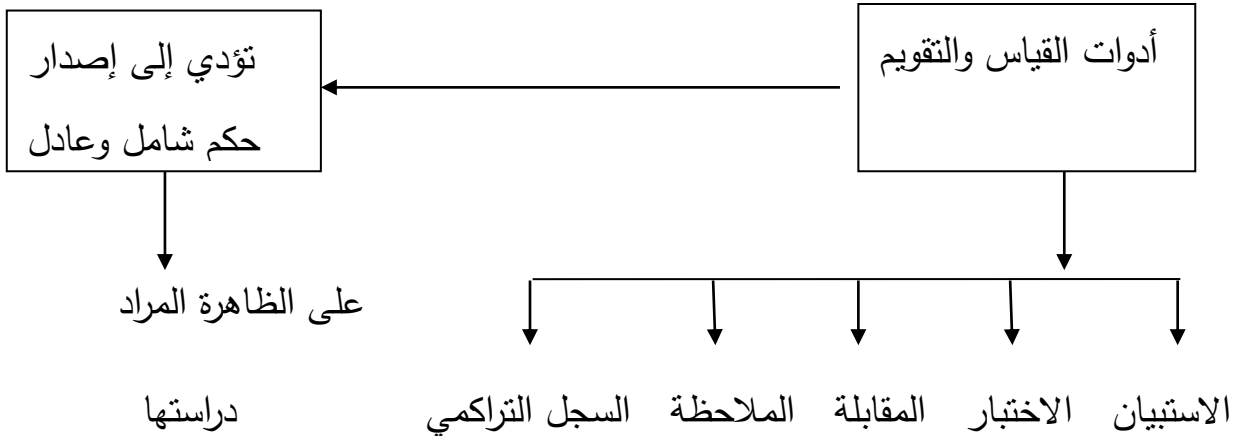 أدوات القياس والتقويم
تؤدي إلى إصدار
حكم شامل وعادل
على الظاهرة المراد
دراستها
الاستبيان
الاختبار
المقابلة
الملاحظة
السجل التراكمي